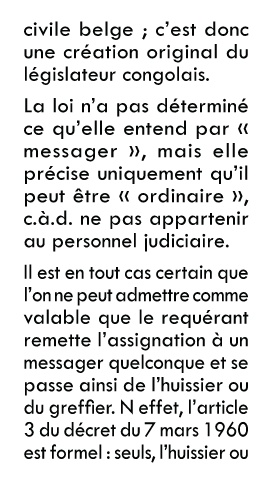 civile belge ; c’est donc
une création original du
législateur congolais.
La loi n’a pas déterminé
ce qu’elle entend par «
messager », mais elle
précise uniquement qu’il
peut être « ordinaire »,
c.à.d. ne pas appartenir
au personnel judiciaire.
Il est en tout cas certain que
l’on ne peut admettre comme
valable que le requérant
remette l’assignation à un
messager quelconque et se
passe ainsi de l’huissier ou
du greffier. N effet, l’article
3 du décret du 7 mars 1960
est formel : seuls, l’huissier ou